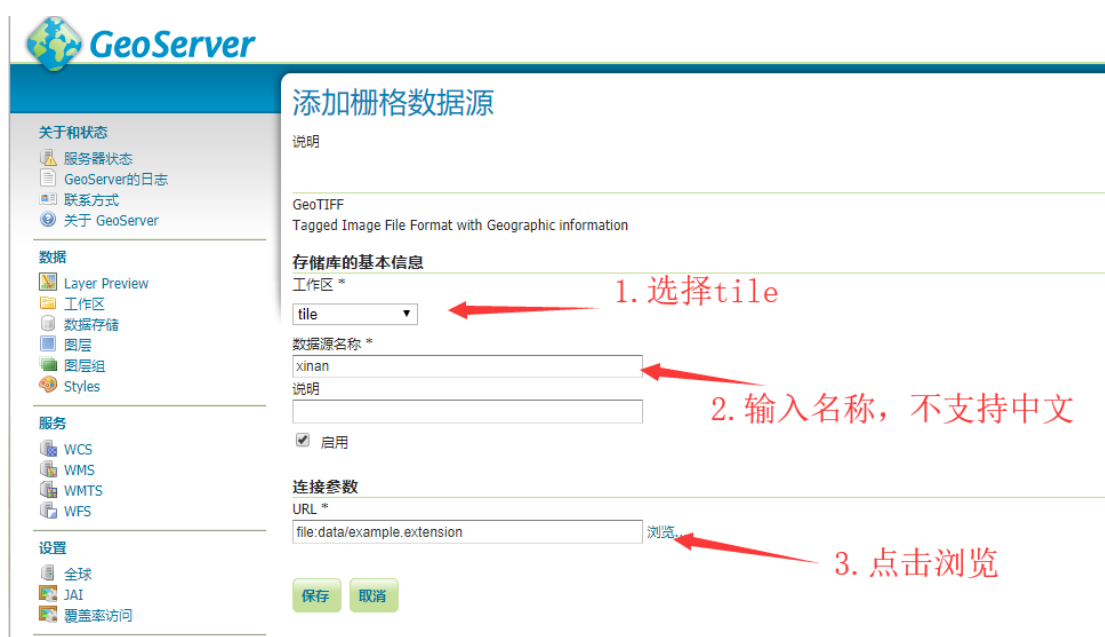 GeoServer
添加栅格数据源
说明
关于和状态
服务器状态
GeoServer的日志
联系方式
关于 GeoServer
GeoTIFF
Tagged Image File Format with Geographic information
数据
Layer Preview
工作区
数据存储
图层
图层组
Styles
存储库的基本信息
工作区 *
tile
1.选择tile
数据源名称 *
xinan
说明
2.输入名称，不支持中文
启用
服务
WCS
WMS
WMTS
WFS
连接参数
URL *
file:data/example.extension
浏览...
3.点击浏览
设置
全球
JAI
覆盖率访问
保存
取消